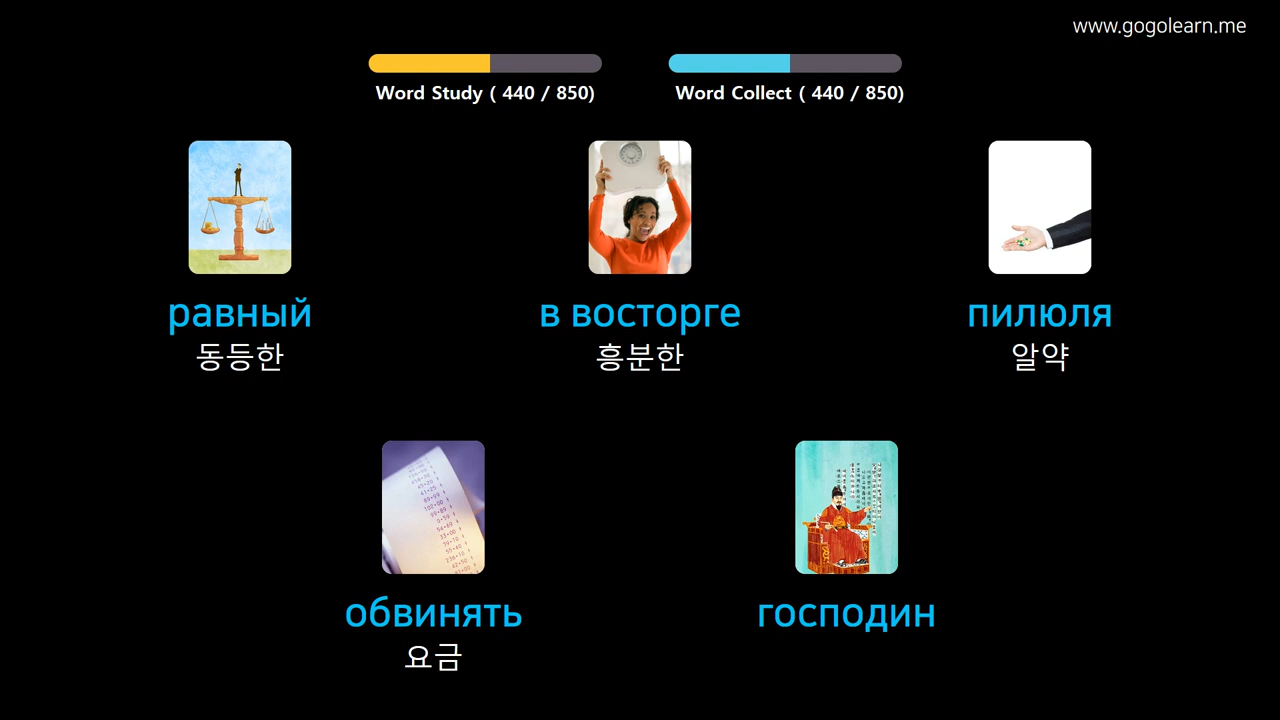 www.gogolearn.me
Word Study ( 440 / 850)
Word Collect ( 440 / 850)
равный
동등한
в восторге
흥분한
пилюля
알약
обвинять
요금
господин